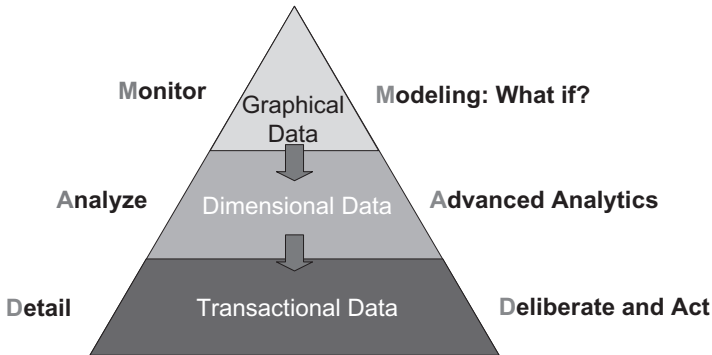 Monitor
Graphical
Data
Modeling: What if?
Analyze
Dimensional Data
Advanced Analytics
Detail
Transactional Data
Deliberate and Act